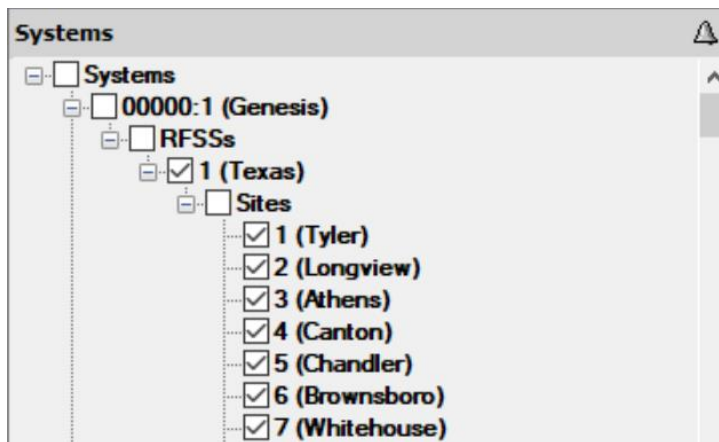 Systems
Systems
00000:1 (Genesis)
RFSSs
1 (Texas)
Sites
1 (Tyler)
2 (Longview)
3 (Athens)
4 (Canton)
5 (Chandler)
6 (Brownsboro)
7 (Whitehouse)